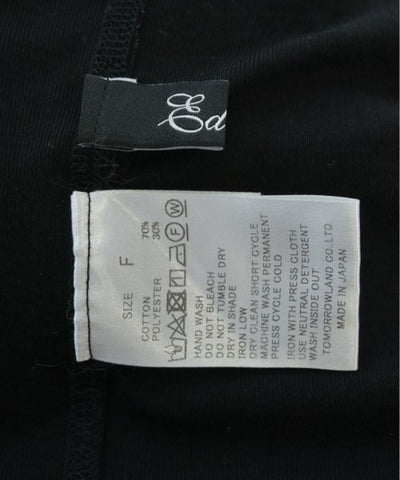 Ed
SIZE F
COTTON 70%
POLYESTER 30%
HAND WASH
DO NOT BLEACH
DO NOT TUMBLE DRY
DRY IN SHADE
IRON LOW
DRY CLEAN SHORT CYCLE
MACHINE WASH PERMANENT
PRESS CYCLE COLD
IRON WITH PRESS CLOTH
USE NEUTRAL DETERGENT
WASH INSIDE OUT
TOMORROWLAND CO.,LTD.
MADE IN JAPAN